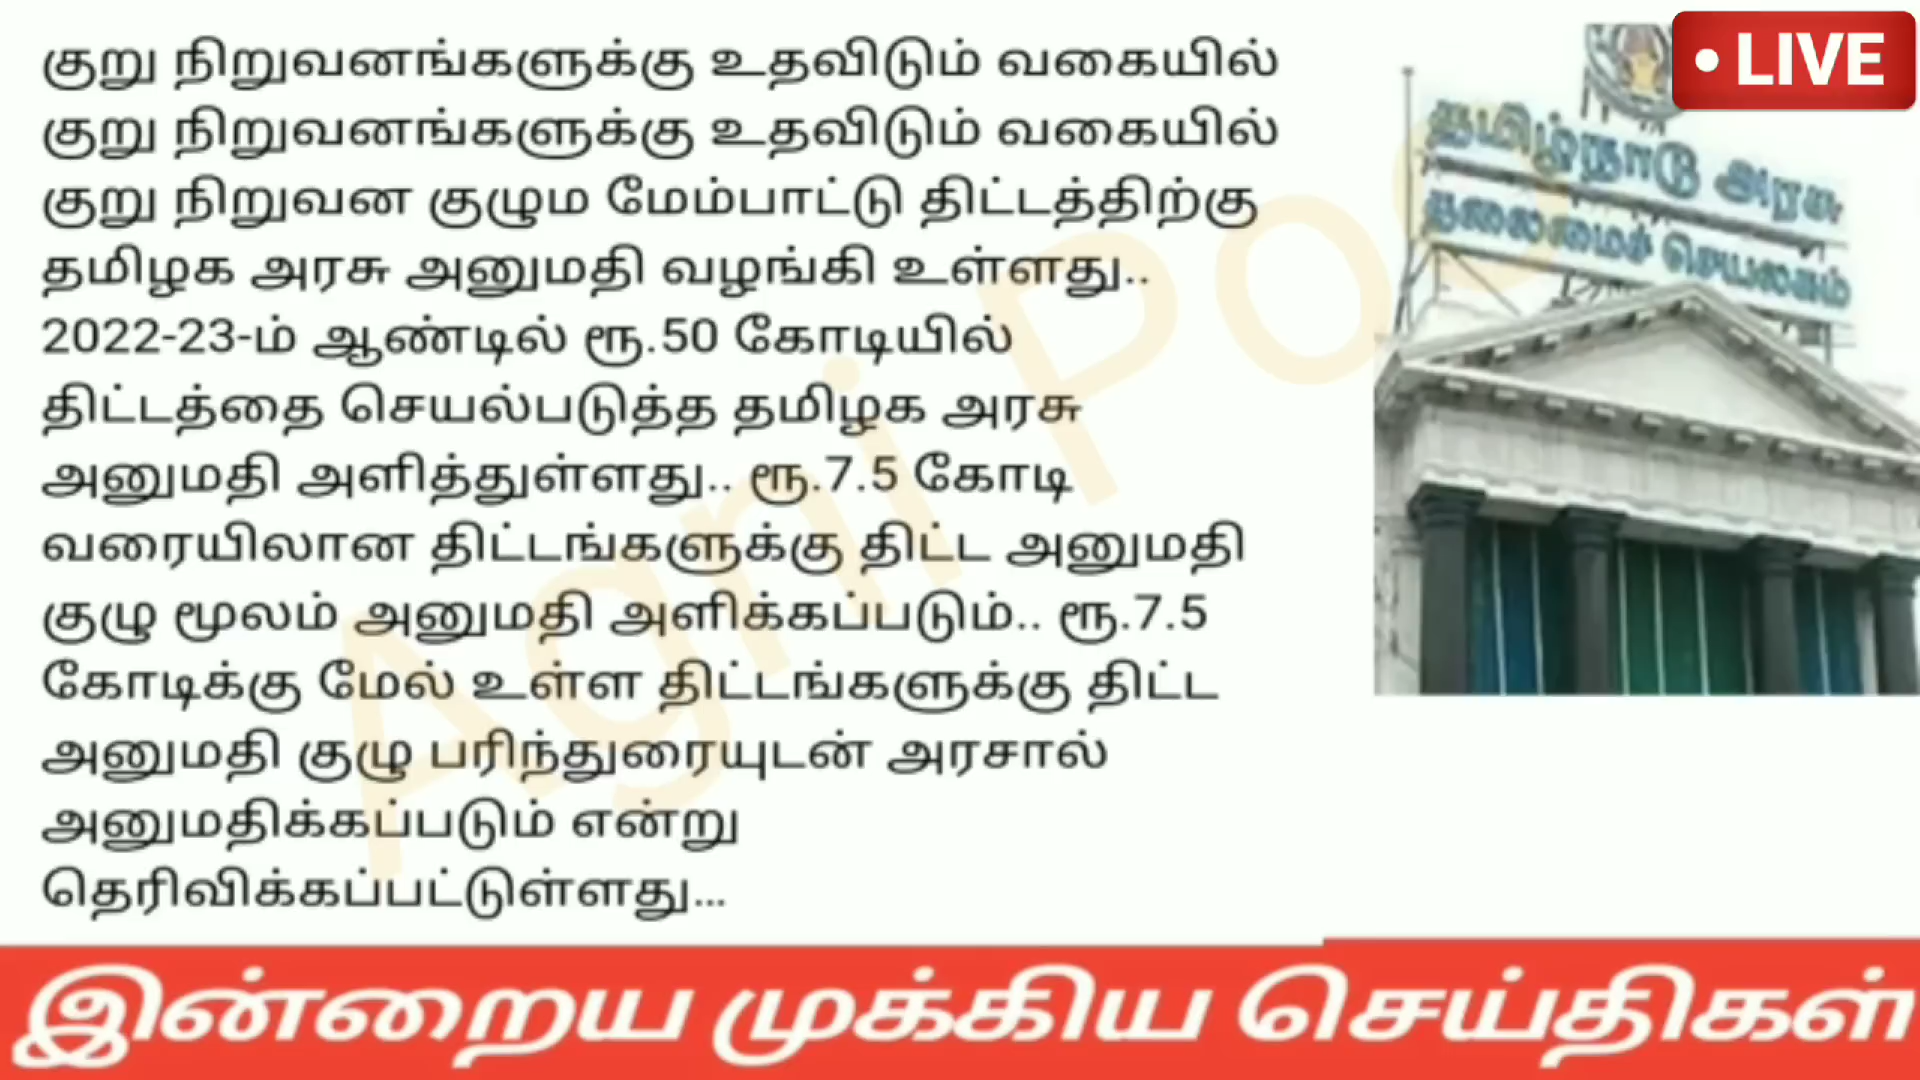 குறு நிறுவனங்களுக்கு உதவிடும் வகையில்
குறு நிறுவனங்களுக்கு உதவிடும் வகையில்
குறு நிறுவன குழும மேம்பாட்டு திட்டத்திற்கு
தமிழக அரசு அனுமதி வழங்கி உள்ளது..
2022-23-ம் ஆண்டில் ரூ.50 கோடியில்
திட்டத்தை செயல்படுத்த தமிழக அரசு
அனுமதி அளித்துள்ளது.. ரூ.7.5 கோடி
வரையிலான திட்டங்களுக்கு திட்ட அனுமதி
குழு மூலம் அனுமதி அளிக்கப்படும்.. ரூ.7.5
கோடிக்கு மேல் உள்ள திட்டங்களுக்கு திட்ட
அனுமதி குழு பரிந்துரையுடன் அரசால்
அனுமதிக்கப்படும் என்று
தெரிவிக்கப்பட்டுள்ளது...
• LIVE
தமிழ்நாடு அரசு
தலைமைச் செயலகம்
Agni Pos
இன்றைய முக்கிய செய்திகள்